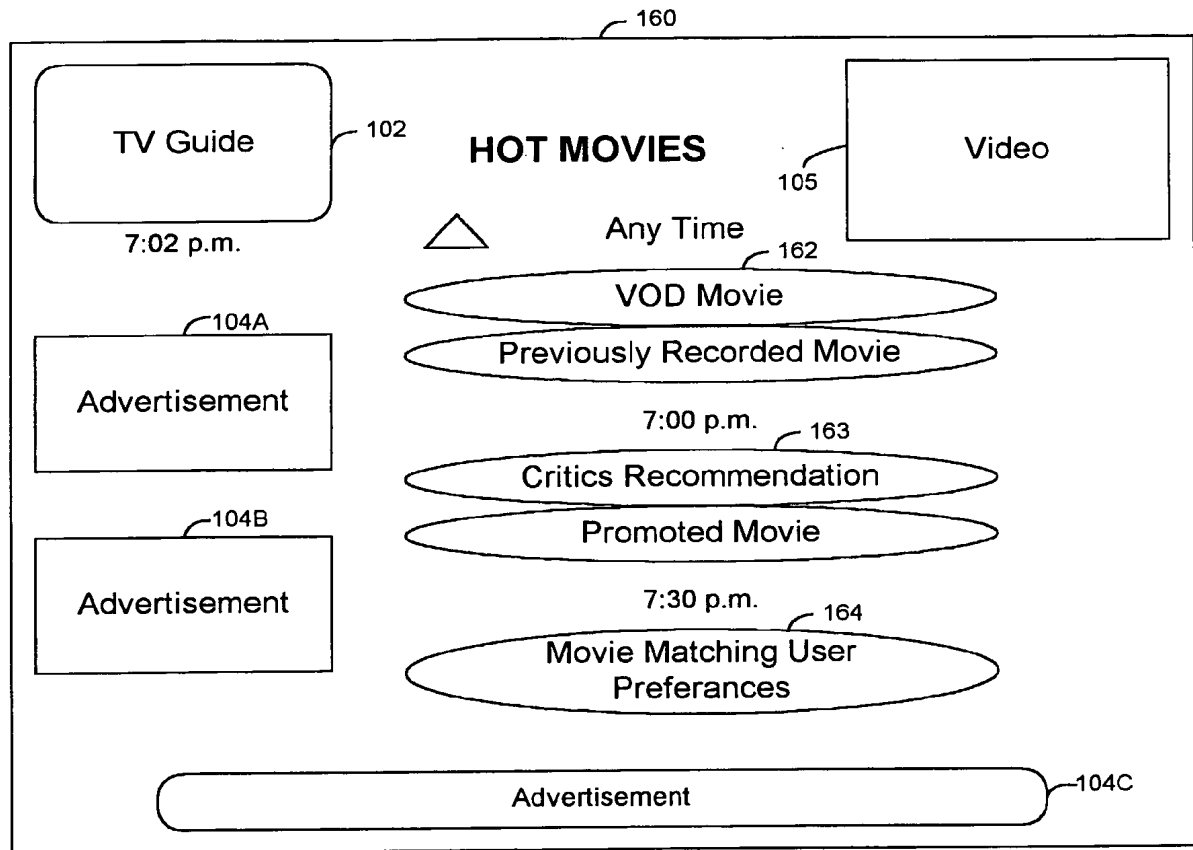 160
TV Guide
102
HOT MOVIES
105
Video
7:02 p.m.
Any Time
162
VOD Movie
Previously Recorded Movie
104A
Advertisement
7:00 p.m.
163
Critics Recommendation
Promoted Movie
104B
Advertisement
7:30 p.m.
164
Movie Matching User
Preferances
Advertisement
104C